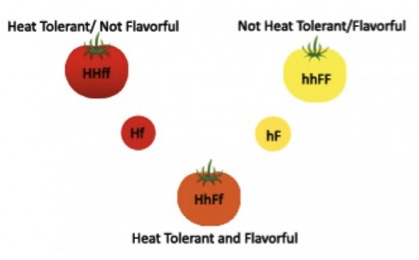 Heat Tolerant/ Not Flavorful
Not Heat Tolerant/Flavorful
HHff
hhFF
Hf
hF
HhFf
Heat Tolerant and Flavorful